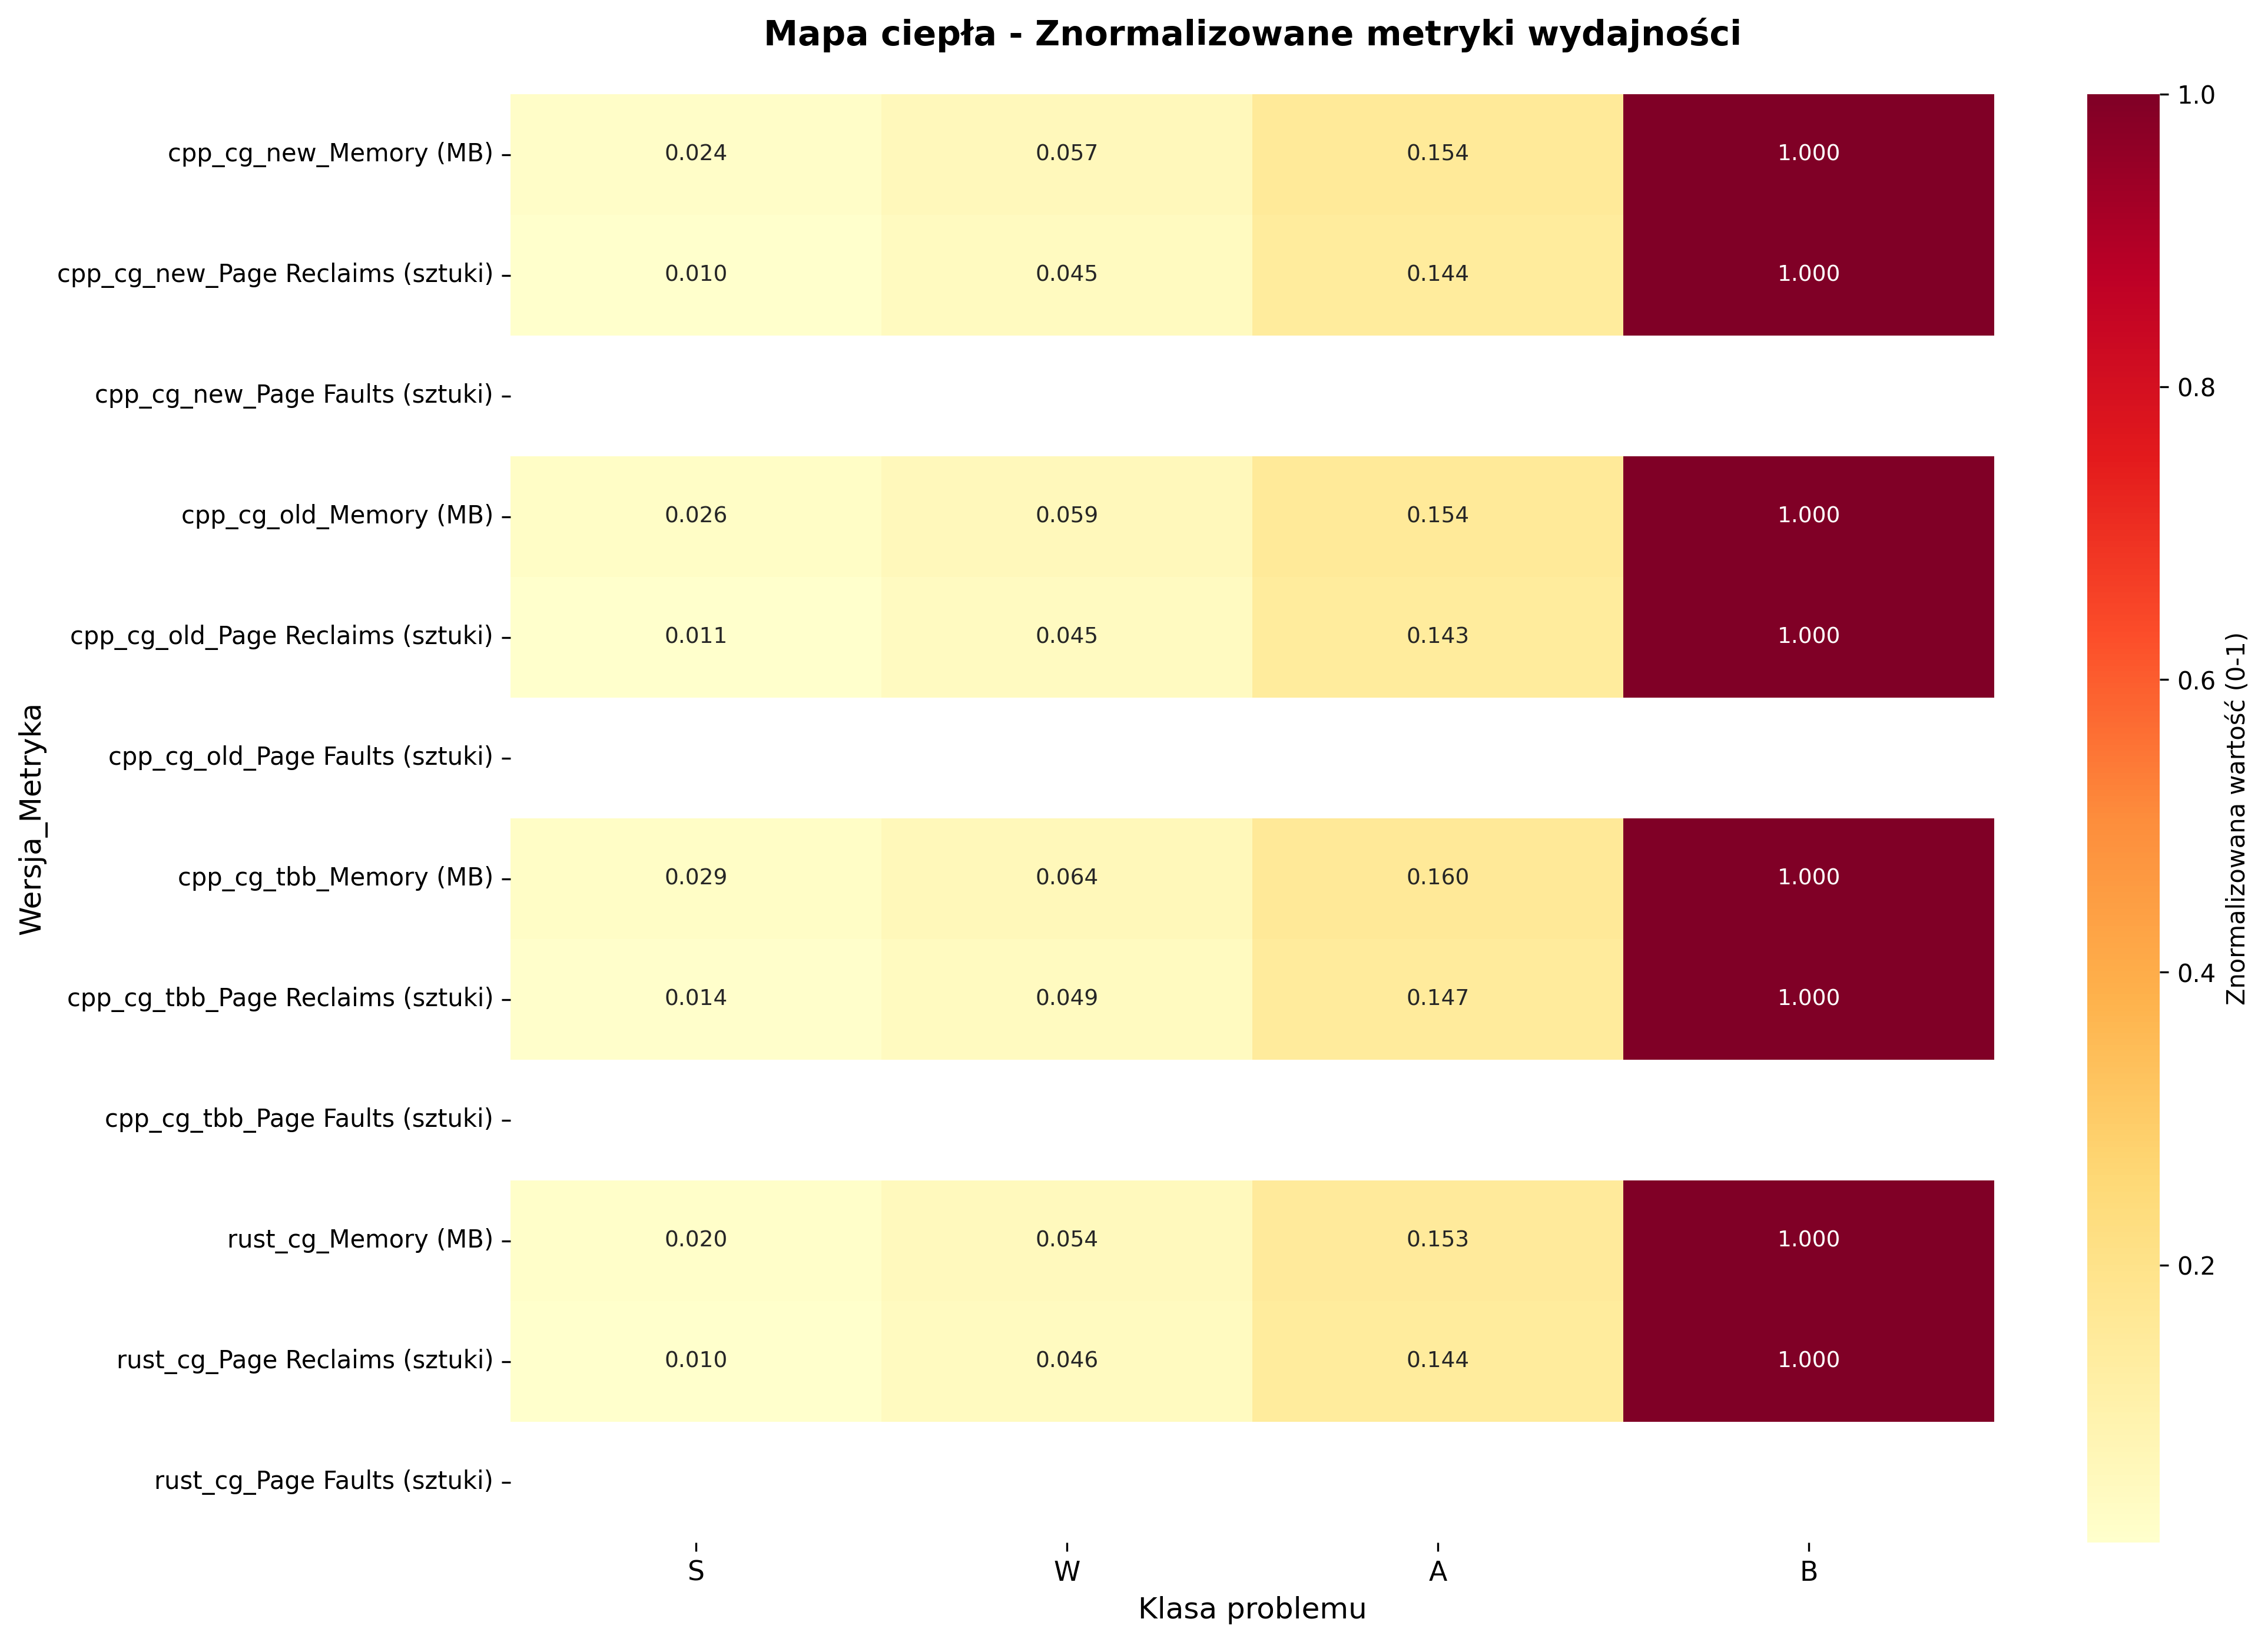 Mapa ciepła - Znormalizowane metryki wydajności
cpp_cg_new_Memory (MB) 0.024 0.057 0.154 1.000
cpp_cg_new_Page Reclaims (sztuki) 0.010 0.045 0.144 1.000
cpp_cg_new_Page Faults (sztuki)
cpp_cg_old_Memory (MB) 0.026 0.059 0.154 1.000
cpp_cg_old_Page Reclaims (sztuki) 0.011 0.045 0.143 1.000
cpp_cg_old_Page Faults (sztuki)
cpp_cg_tbb_Memory (MB) 0.029 0.064 0.160 1.000
cpp_cg_tbb_Page Reclaims (sztuki) 0.014 0.049 0.147 1.000
cpp_cg_tbb_Page Faults (sztuki)
rust_cg_Memory (MB) 0.020 0.054 0.153 1.000
rust_cg_Page Reclaims (sztuki) 0.010 0.046 0.144 1.000
rust_cg_Page Faults (sztuki)
S W A B
Klasa problemu
Wersja_Metryka
1.0
0.8
0.6
0.4
0.2
Znormalizowana wartość (0-1)